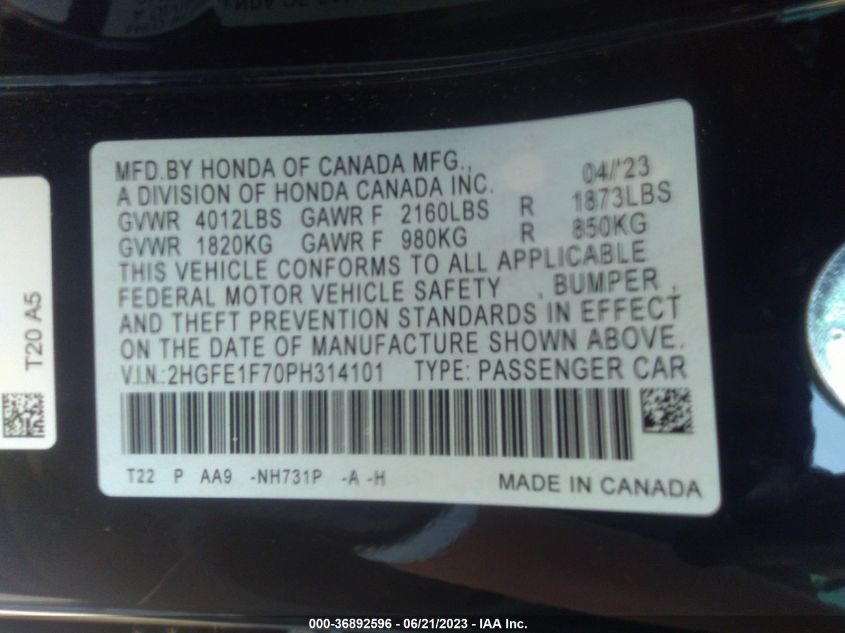 MFD. BY HONDA OF CANADA MFG., 04/'23
A DIVISION OF HONDA CANADA INC.
GVWR 4012LBS GAWR F 2160LBS R 1873LBS
GVWR 1820KG GAWR F 980KG R 850KG
THIS VEHICLE CONFORMS TO ALL APPLICABLE
FEDERAL MOTOR VEHICLE SAFETY , BUMPER ,
AND THEFT PREVENTION STANDARDS IN EFFECT
ON THE DATE OF MANUFACTURE SHOWN ABOVE.
V.I.N.:2HGFE1F70PH314101 TYPE: PASSENGER CAR
T22 P AA9 -NH731P -A -H MADE IN CANADA
T20 A5
000-36892596 - 06/21/2023 - IAA Inc.